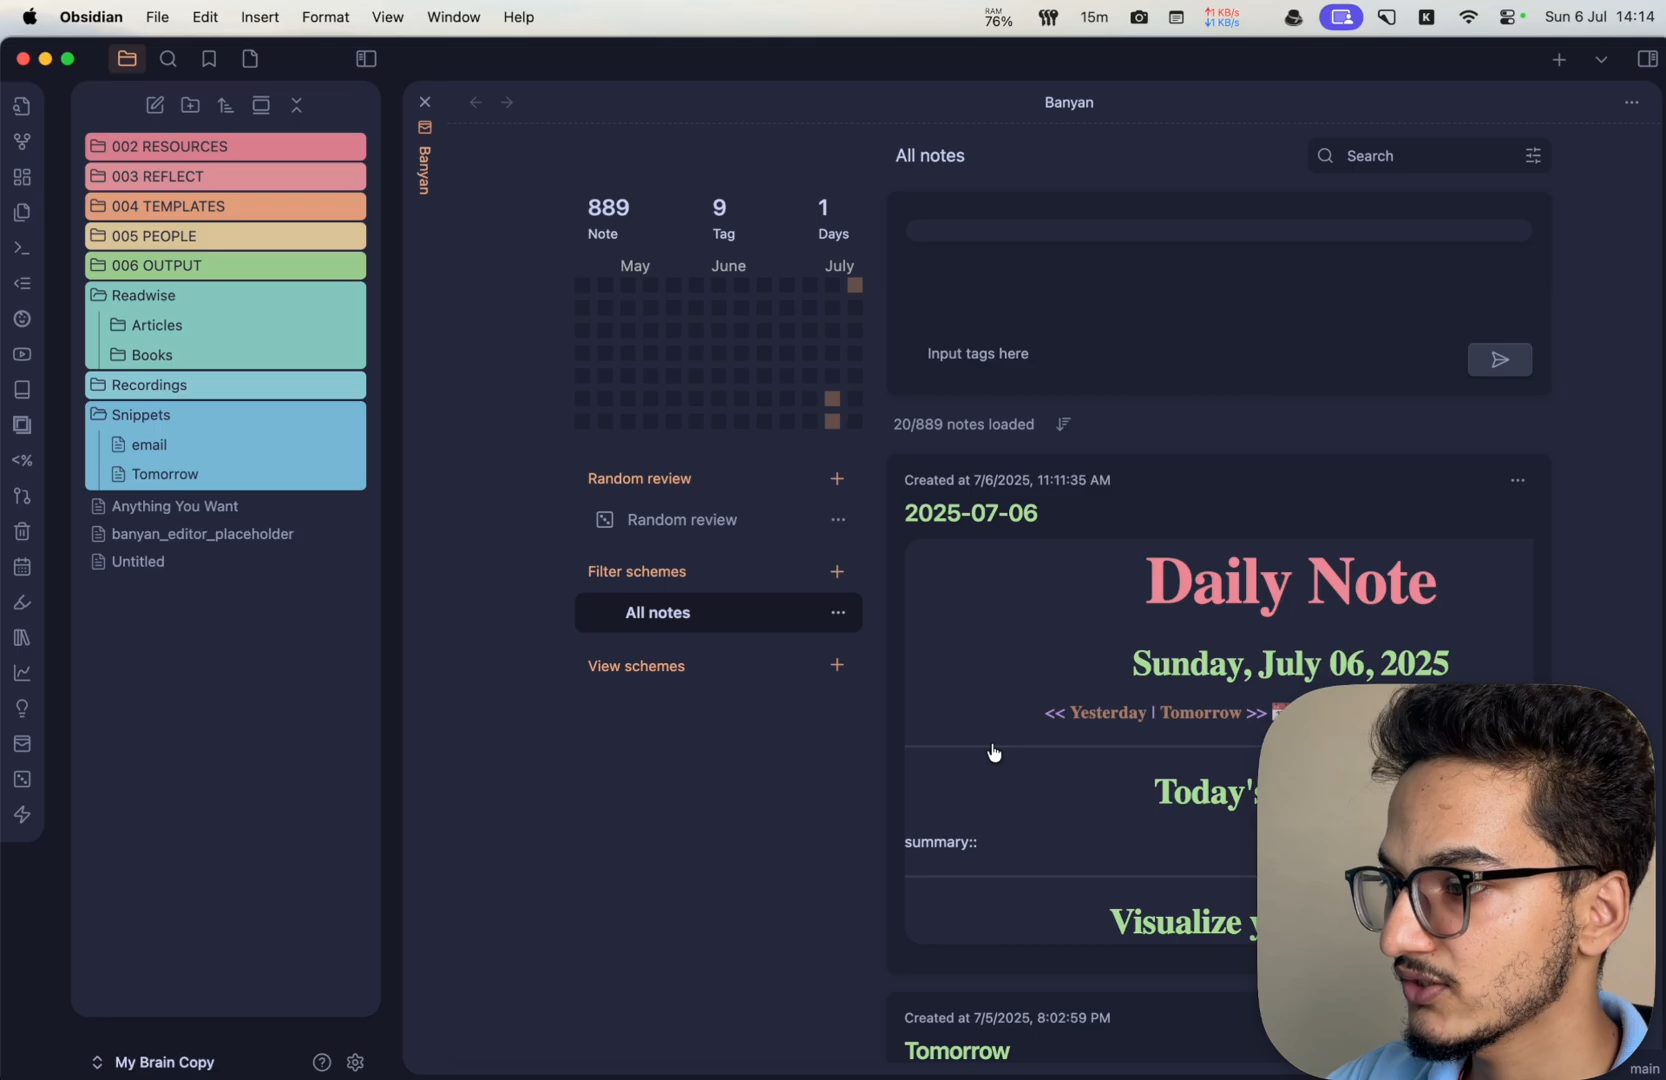 Obsidian File Edit Insert Format View Window Help
RAM
76%
15m
↑1 KB/s
↓1 KB/s
K
Sun 6 Jul 14:14
Banyan
Banyan
002 RESOURCES
003 REFLECT
004 TEMPLATES
005 PEOPLE
006 OUTPUT
Readwise
Articles
Books
Recordings
Snippets
email
Tomorrow
Anything You Want
banyan_editor_placeholder
Untitled
My Brain Copy
889 9 1
Note Tag Days
May June July
Random review
Random review
Filter schemes
All notes
View schemes
All notes
Search
Input tags here
20/889 notes loaded
Created at 7/6/2025, 11:11:35 AM
2025-07-06
Daily Note
Sunday, July 06, 2025
<< Yesterday | Tomorrow >>
Today's
summary::
Visualize y
Created at 7/5/2025, 8:02:59 PM
Tomorrow
main